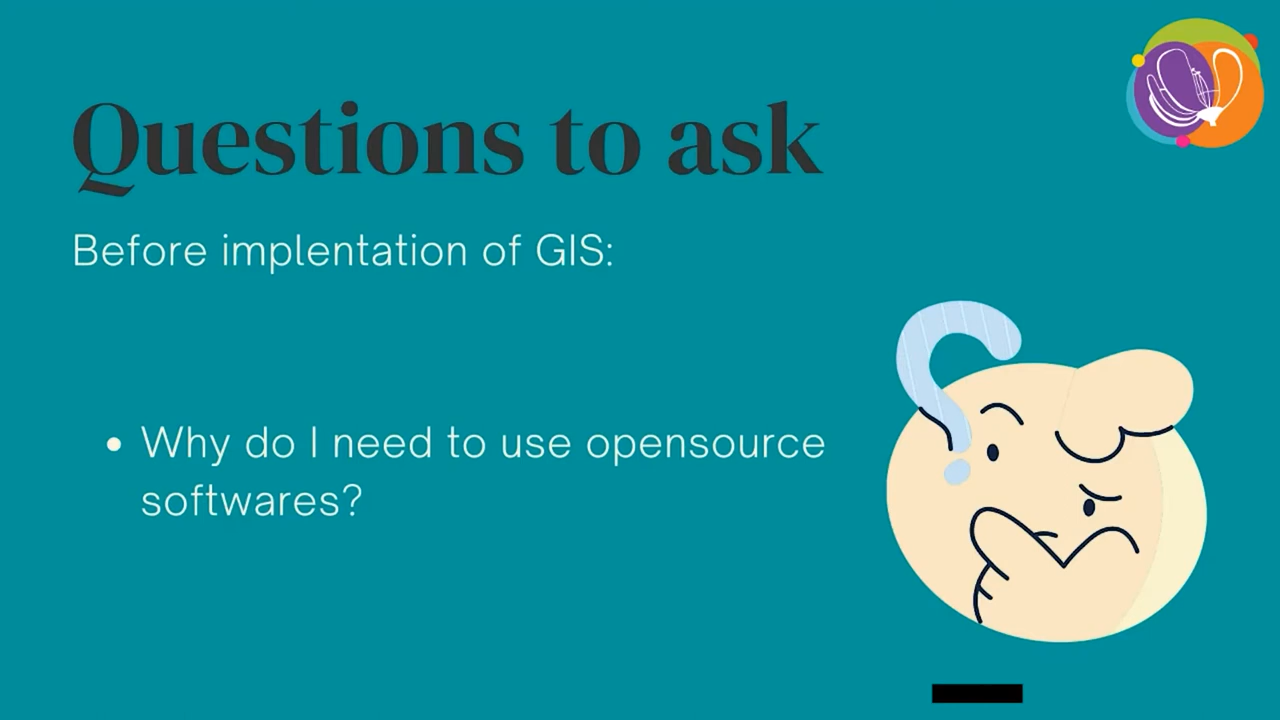 Questions to ask
Before implentation of GIS:
Why do I need to use opensource
softwares?